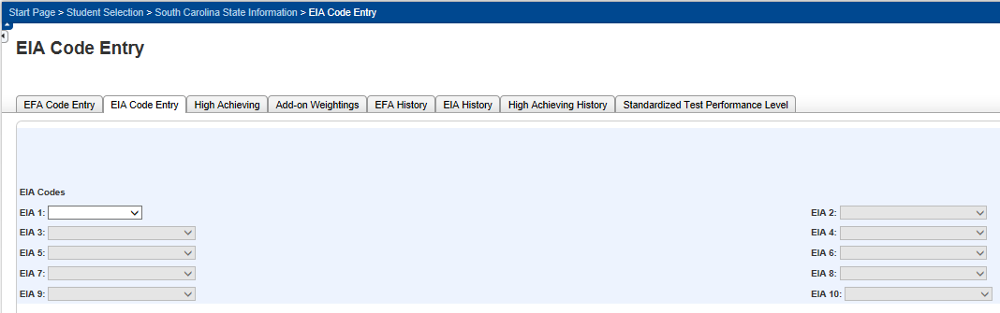 Start Page > Student Selection > South Carolina State Information > EIA Code Entry
EIA Code Entry
EFA Code Entry EIA Code Entry High Achieving Add-on Weightings EFA History EIA History High Achieving History Standardized Test Performance Level
EIA Codes
EIA 1: EIA 2:
EIA 3: EIA 4:
EIA 5: EIA 6:
EIA 7: EIA 8:
EIA 9: EIA 10: